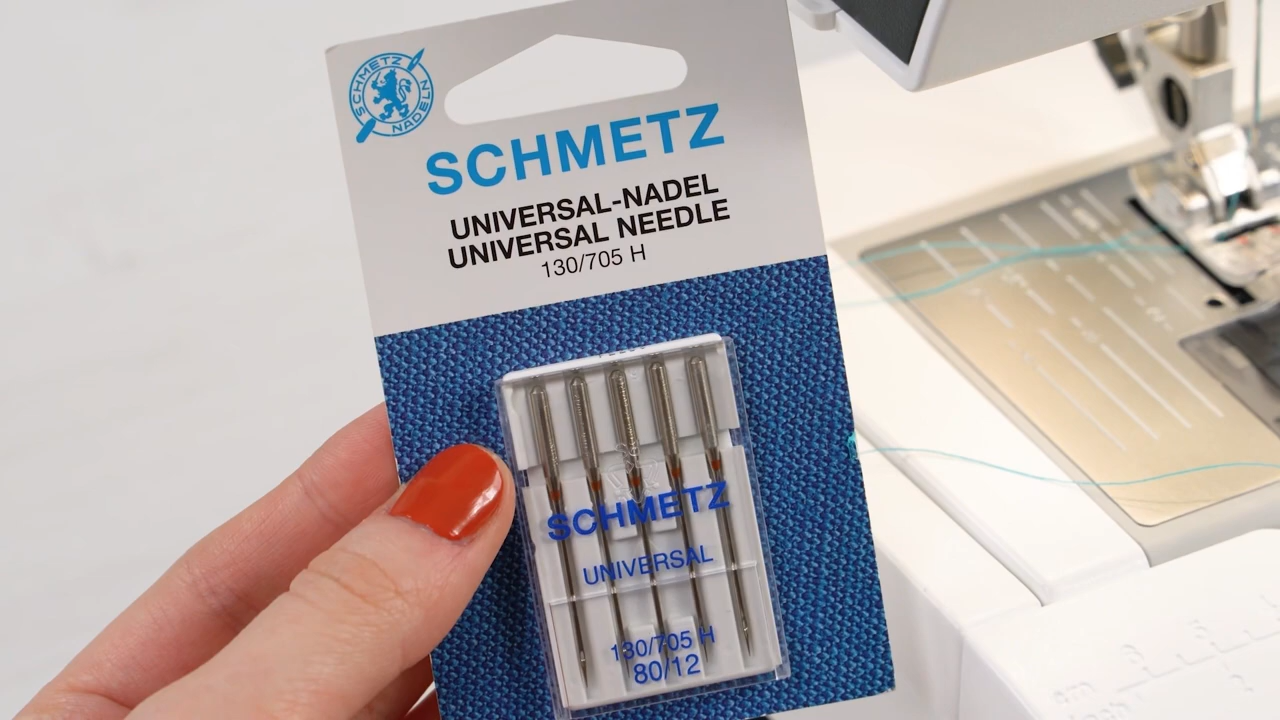 SCHMETZ
NADELN
SCHMETZ
UNIVERSAL-NADEL
UNIVERSAL NEEDLE
130/705 H
SCHMETZ
UNIVERSAL
130/705 H
80/12